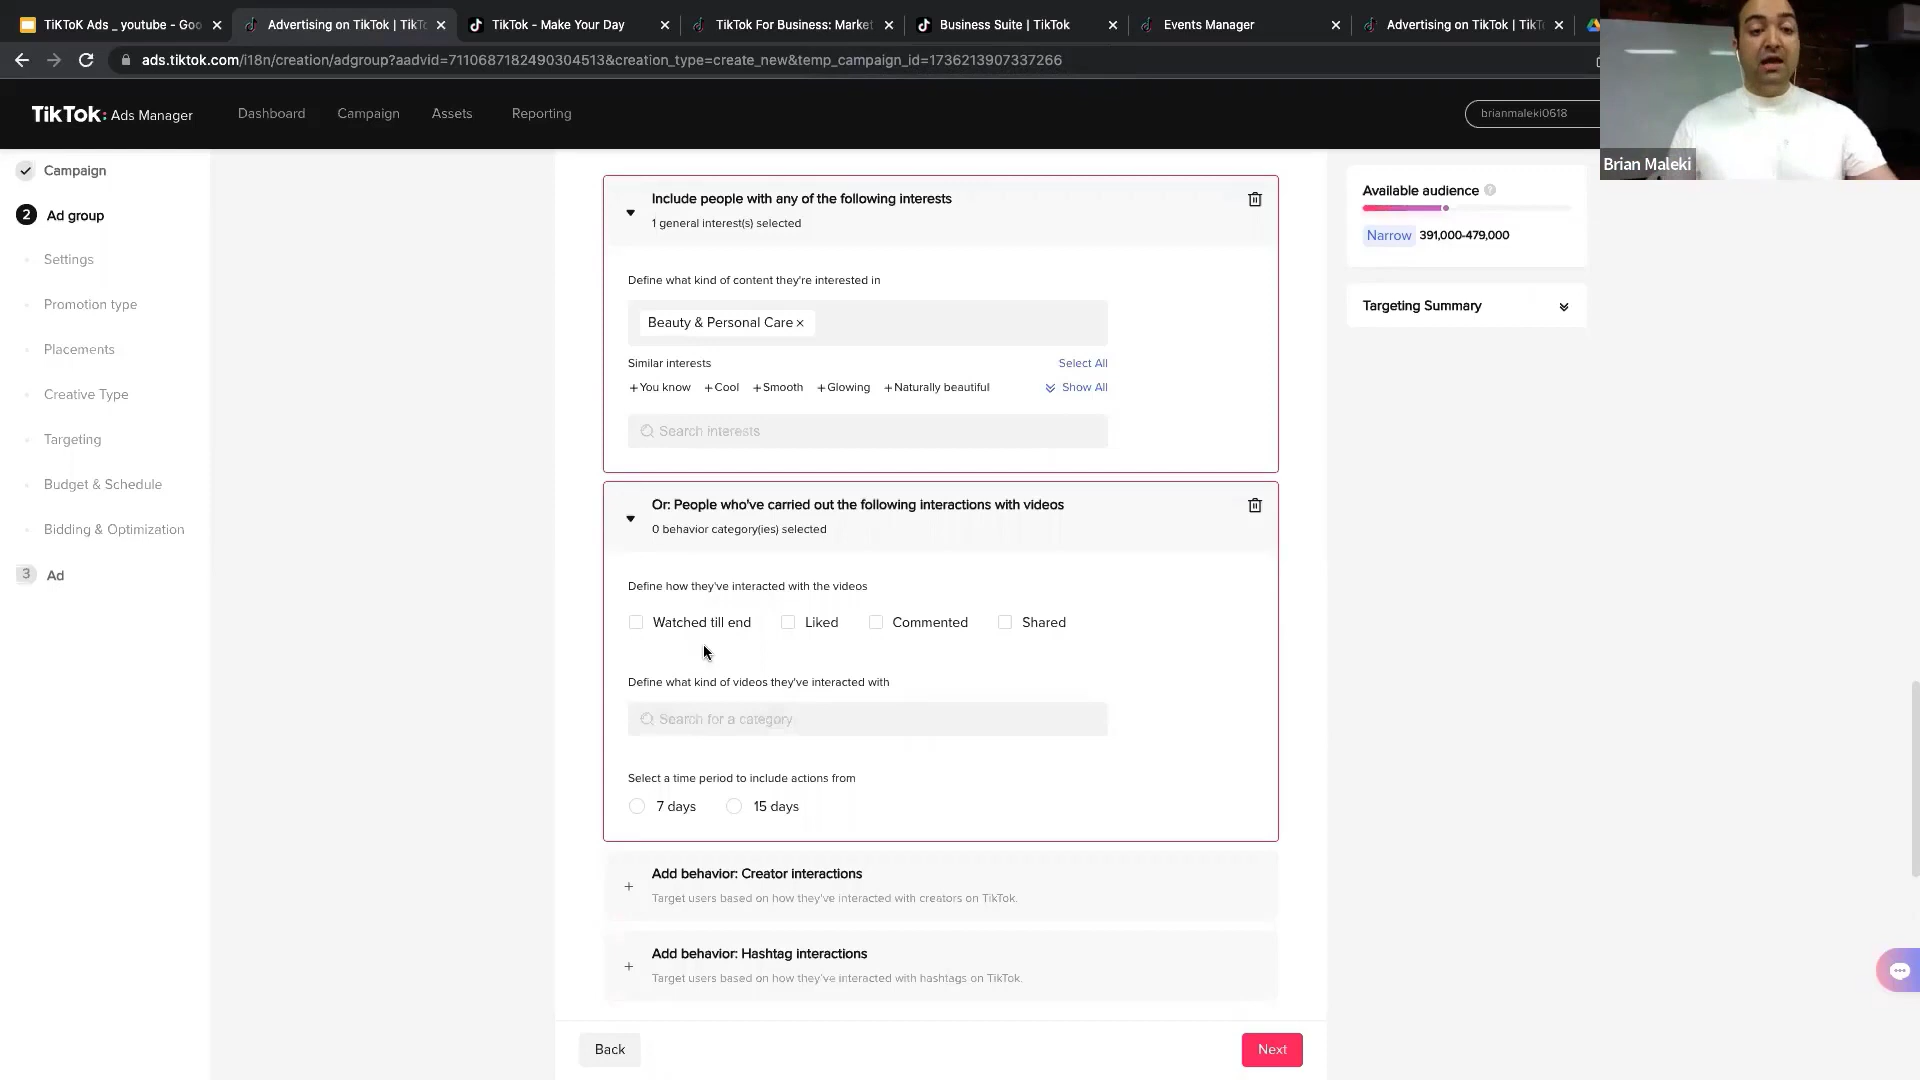 TiKToK Ads _ youtube - Goo
Advertising on TikTok | TikTo
TikTok - Make Your Day
TikTok For Business: Market
Business Suite | TikTok
Events Manager
Advertising on TikTok | TikT
ads.tiktok.com/i18n/creation/adgroup?aadvid=7110687182490304513&creation_type=create_new&temp_campaign_id=1736213907337266
TikTok: Ads Manager
Dashboard
Campaign
Assets
Reporting
brianmaleki0618
Brian Maleki
Campaign
2 Ad group
Settings
Promotion type
Placements
Creative Type
Targeting
Budget & Schedule
Bidding & Optimization
3 Ad
Include people with any of the following interests
1 general interest(s) selected
Define what kind of content they're interested in
Beauty & Personal Care ×
Similar interests
Select All
+You know +Cool +Smooth +Glowing +Naturally beautiful
Show All
Search interests
Or: People who've carried out the following interactions with videos
0 behavior category(ies) selected
Define how they've interacted with the videos
Watched till end
Liked
Commented
Shared
Define what kind of videos they've interacted with
Search for a category
Select a time period to include actions from
7 days
15 days
+ Add behavior: Creator interactions
Target users based on how they've interacted with creators on TikTok.
+ Add behavior: Hashtag interactions
Target users based on how they've interacted with hashtags on TikTok.
Back
Next
Available audience ?
Narrow 391,000-479,000
Targeting Summary